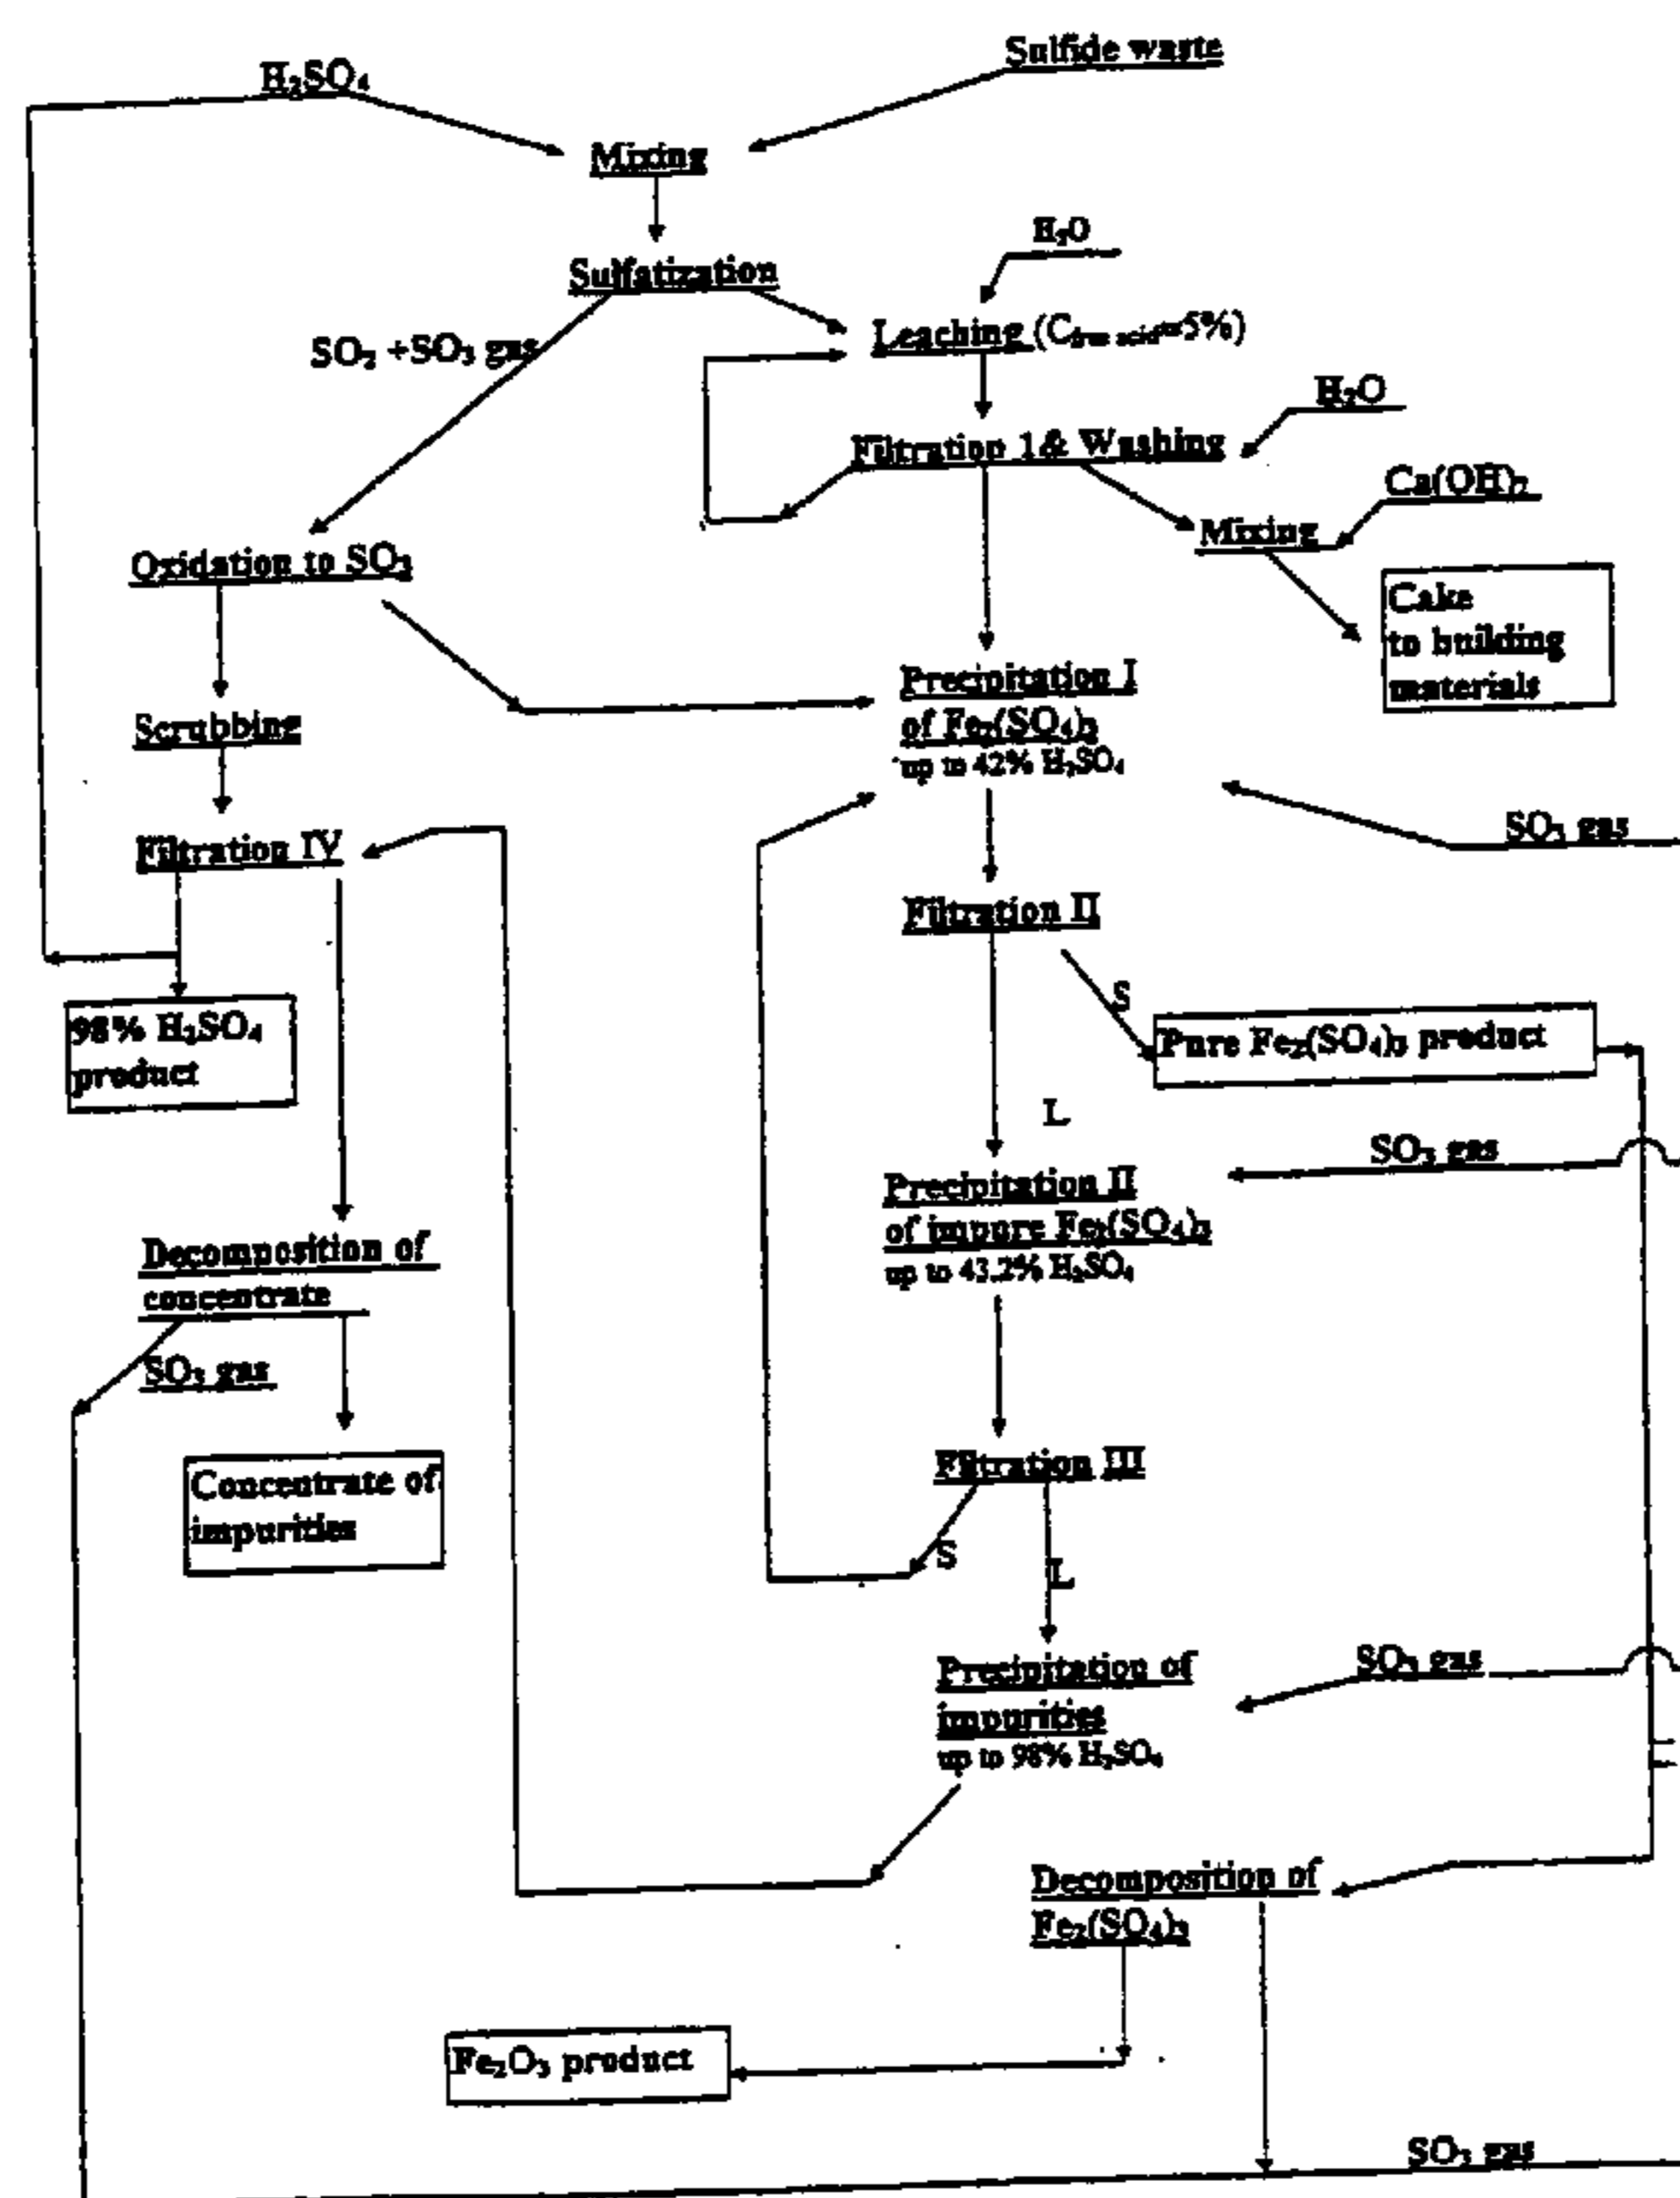 Sulfide waste
H₂SO₄
Mixing
H₂O
Sulfatization
Leaching (C free acid=5%)
SO₂ +SO₃ gas
H₂O
Filtration 1& Washing
Ca(OH)₂
Mixing
Oxidation to SO₃
Cake
to building
materials
Precipitation I
of Fe₂(SO₄)₃
up to 42% H₂SO₄
Scrubbing
SO₃ gas
Filtration IV
Filtration II
S
98% H₂SO₄
product
Pure Fe₂(SO₄)₃ product
L
SO₃ gas
Precipitation II
of impure Fe₂(SO₄)₃
up to 43.2% H₂SO₄
Decomposition of
concentrate
SO₃ gas
Filtration III
Concentrate of
impurities
S
L
Precipitation of
impurities
up to 98% H₂SO₄
SO₃ gas
Decomposition of
Fe₂(SO₄)₃
Fe₂O₃ product
SO₃ gas